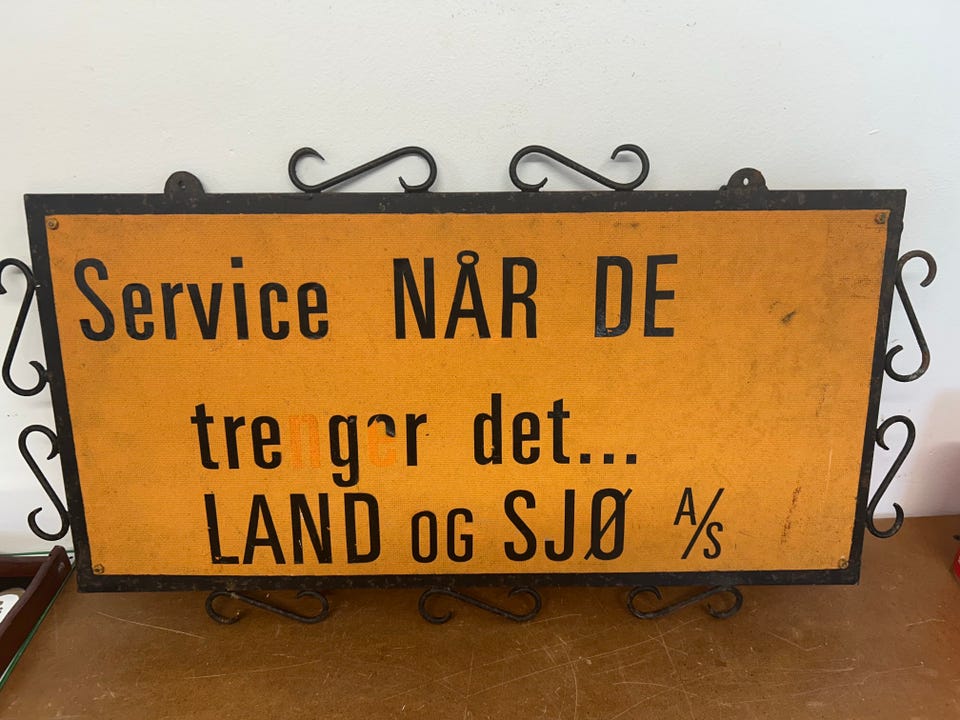 Service NÅR DE
trenger det...
LAND OG SJØ A/S